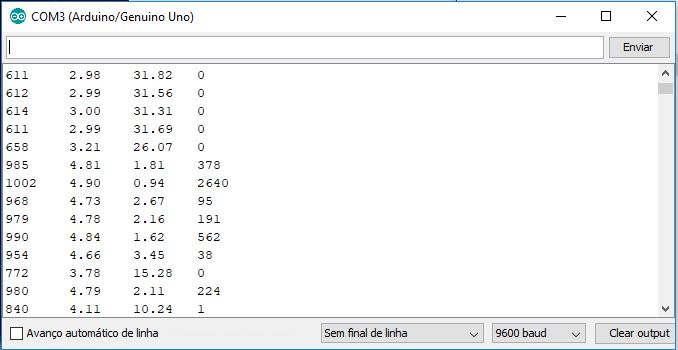 COM3 (Arduino/Genuino Uno)
Enviar
611 2.98 31.82 0
612 2.99 31.56 0
614 3.00 31.31 0
611 2.99 31.69 0
658 3.21 26.07 0
985 4.81 1.81 378
1002 4.90 0.94 2640
968 4.73 2.67 95
979 4.78 2.16 191
990 4.84 1.62 562
954 4.66 3.45 38
772 3.78 15.28 0
980 4.79 2.11 224
840 4.11 10.24 1
Avanço automático de linha Sem final de linha 9600 baud Clear output